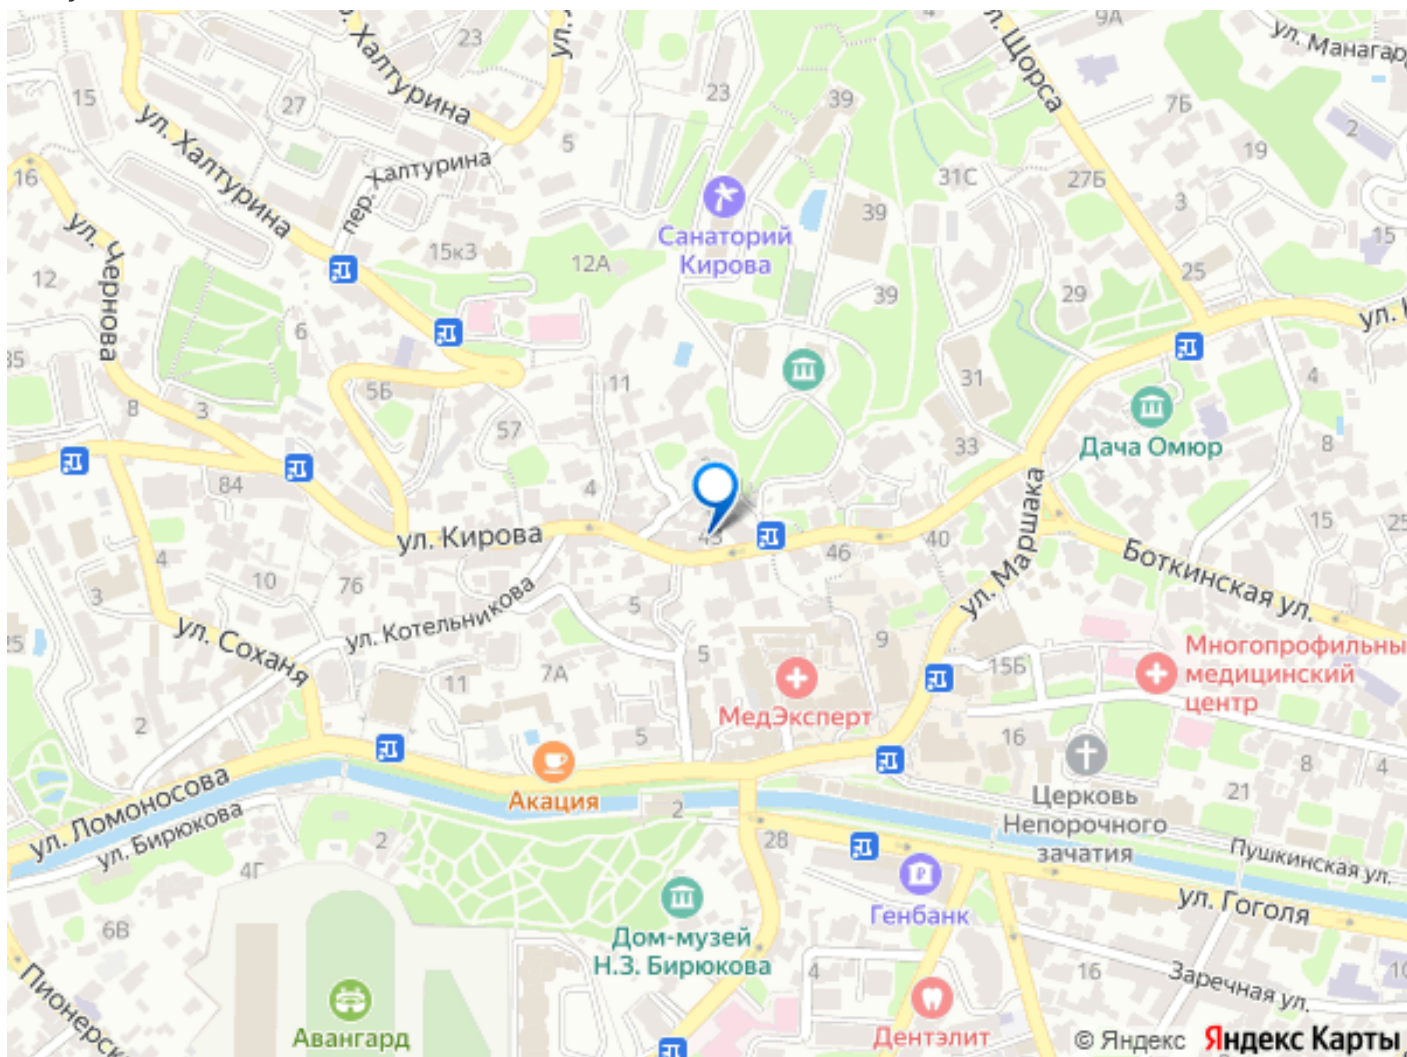 9А
4
23
ул. Щорса
ул. Манагар
Халтурина
15
27
23
39
7Б
2
ул. Халтурина
5
19
пер. Халтурина
31С
27Б
16
39
3
ул. Чернова
Санаторий
Кирова
15к3
12А
15
12
25
39
29
6
35
5Б
11
31
4
8
3
57
Дача Омюр
33
8
84
4
ул. Маршака
15
25
ул. Кирова
43
46
40
Боткинская ул.
4
10
76
3
ул. Котельникова
5
9
ул. Соханя
25
5
15Б
Многопрофильны
медицинский
центр
7А
11
МедЭксперт
2
5
16
8
4
Акация
2
21
Церковь
Непорочного
зачатия
ул. Ломоносова
ул. Бирюкова
2
28
Пушкинская ул.
4Г
Генбанк
ул. Гоголя
6В
Дом-музей
Н.З. Бирюкова
4
16
Заречная ул.
10
Пионерск
Авангард
Дентэлит
© Яндекс Яндекс Карты